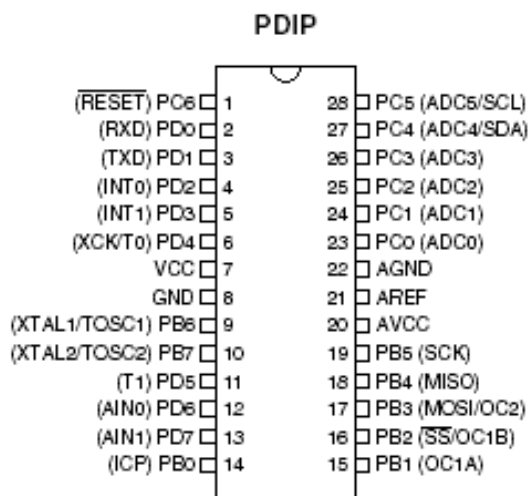 PDIP
(RESET) PC6 1 28 PC5 (ADC5/SCL)
(RXD) PD0 2 27 PC4 (ADC4/SDA)
(TXD) PD1 3 26 PC3 (ADC3)
(INT0) PD2 4 25 PC2 (ADC2)
(INT1) PD3 5 24 PC1 (ADC1)
(XCK/T0) PD4 6 23 PC0 (ADC0)
VCC 7 22 AGND
GND 8 21 AREF
(XTAL1/TOSC1) PB6 9 20 AVCC
(XTAL2/TOSC2) PB7 10 19 PB5 (SCK)
(T1) PD5 11 18 PB4 (MISO)
(AIN0) PD6 12 17 PB3 (MOSI/OC2)
(AIN1) PD7 13 16 PB2 (SS/OC1B)
(ICP) PB0 14 15 PB1 (OC1A)